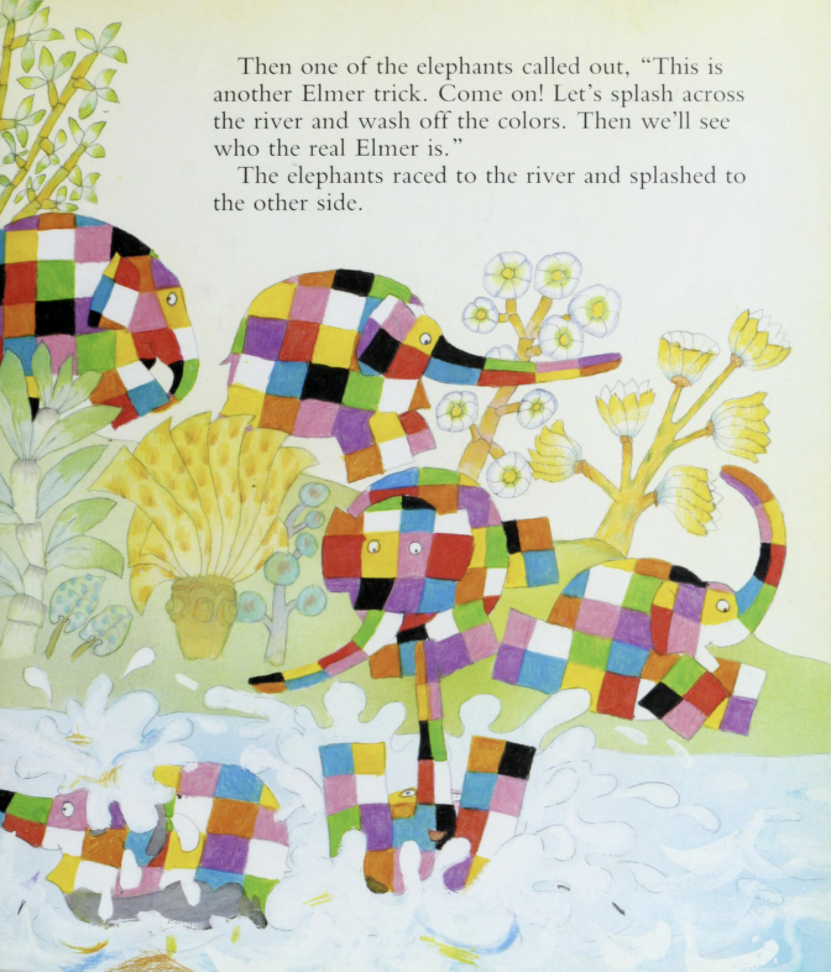 Then one of the elephants called out, “This is
another Elmer trick. Come on! Let’s splash across
the river and wash off the colors. Then we’ll see
who the real Elmer is.”
The elephants raced to the river and splashed to
the other side.